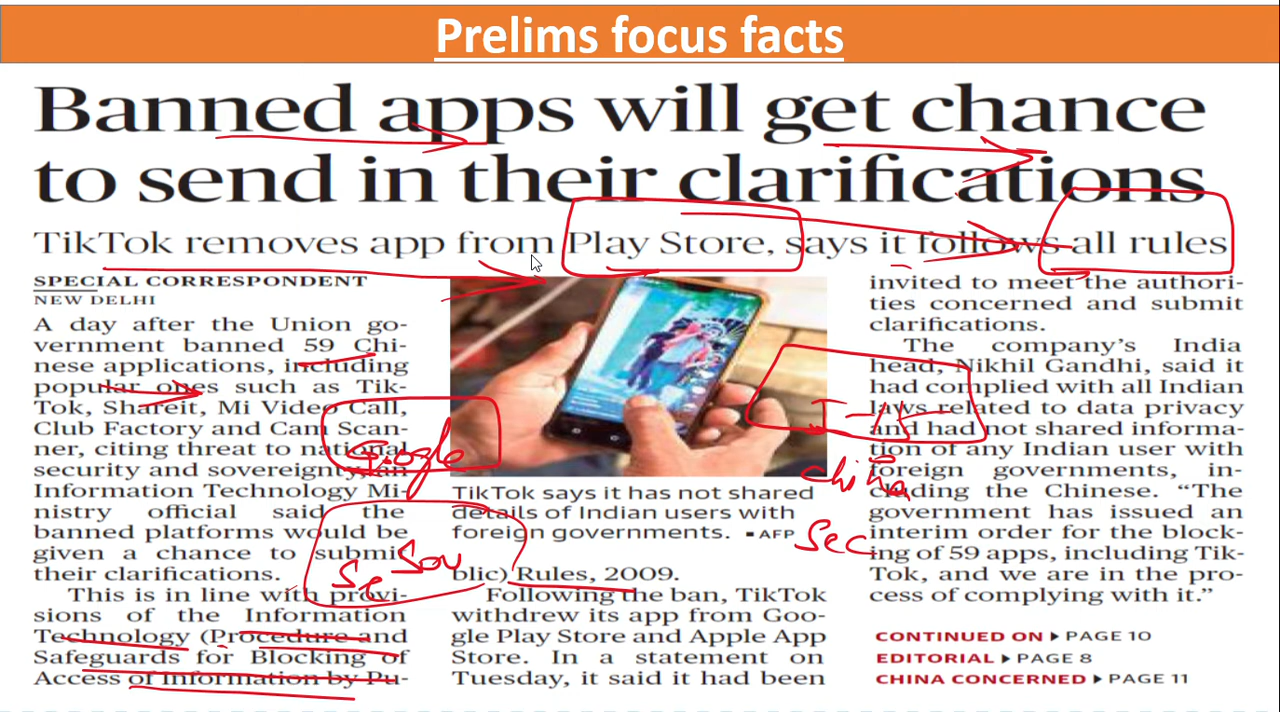 Prelims focus facts
Banned apps will get chance
to send in their clarifications
TikTok removes app from Play Store, says it follows all rules
SPECIAL CORRESPONDENT
NEW DELHI
A day after the Union go-
vernment banned 59 Chi-
nese applications, including
popular ones such as Tik-
Tok, Shareit, Mi Video Call,
Club Factory and Cam Scan-
ner, citing threat to national
security and sovereignty, an
Information Technology Mi-
nistry official said the
banned platforms would be
given a chance to submit
their clarifications.
This is in line with provi-
sions of the Information
Technology (Procedure and
Safeguards for Blocking of
Access of Information by Pu-
Google
Sov
Se
TikTok says it has not shared
details of Indian users with
foreign governments. ▪ AFP
blic) Rules, 2009.
Following the ban, TikTok
withdrew its app from Goo-
gle Play Store and Apple App
Store. In a statement on
Tuesday, it said it had been
invited to meet the authori-
ties concerned and submit
clarifications.
The company's India
head, Nikhil Gandhi, said it
had complied with all Indian
laws related to data privacy
and had not shared informa-
tion of any Indian user with
foreign governments, in-
cluding the Chinese. “The
government has issued an
interim order for the block-
ing of 59 apps, including Tik-
Tok, and we are in the pro-
cess of complying with it.”
China
Sec
CONTINUED ON ▸ PAGE 10
EDITORIAL ▸ PAGE 8
CHINA CONCERNED ▸ PAGE 11